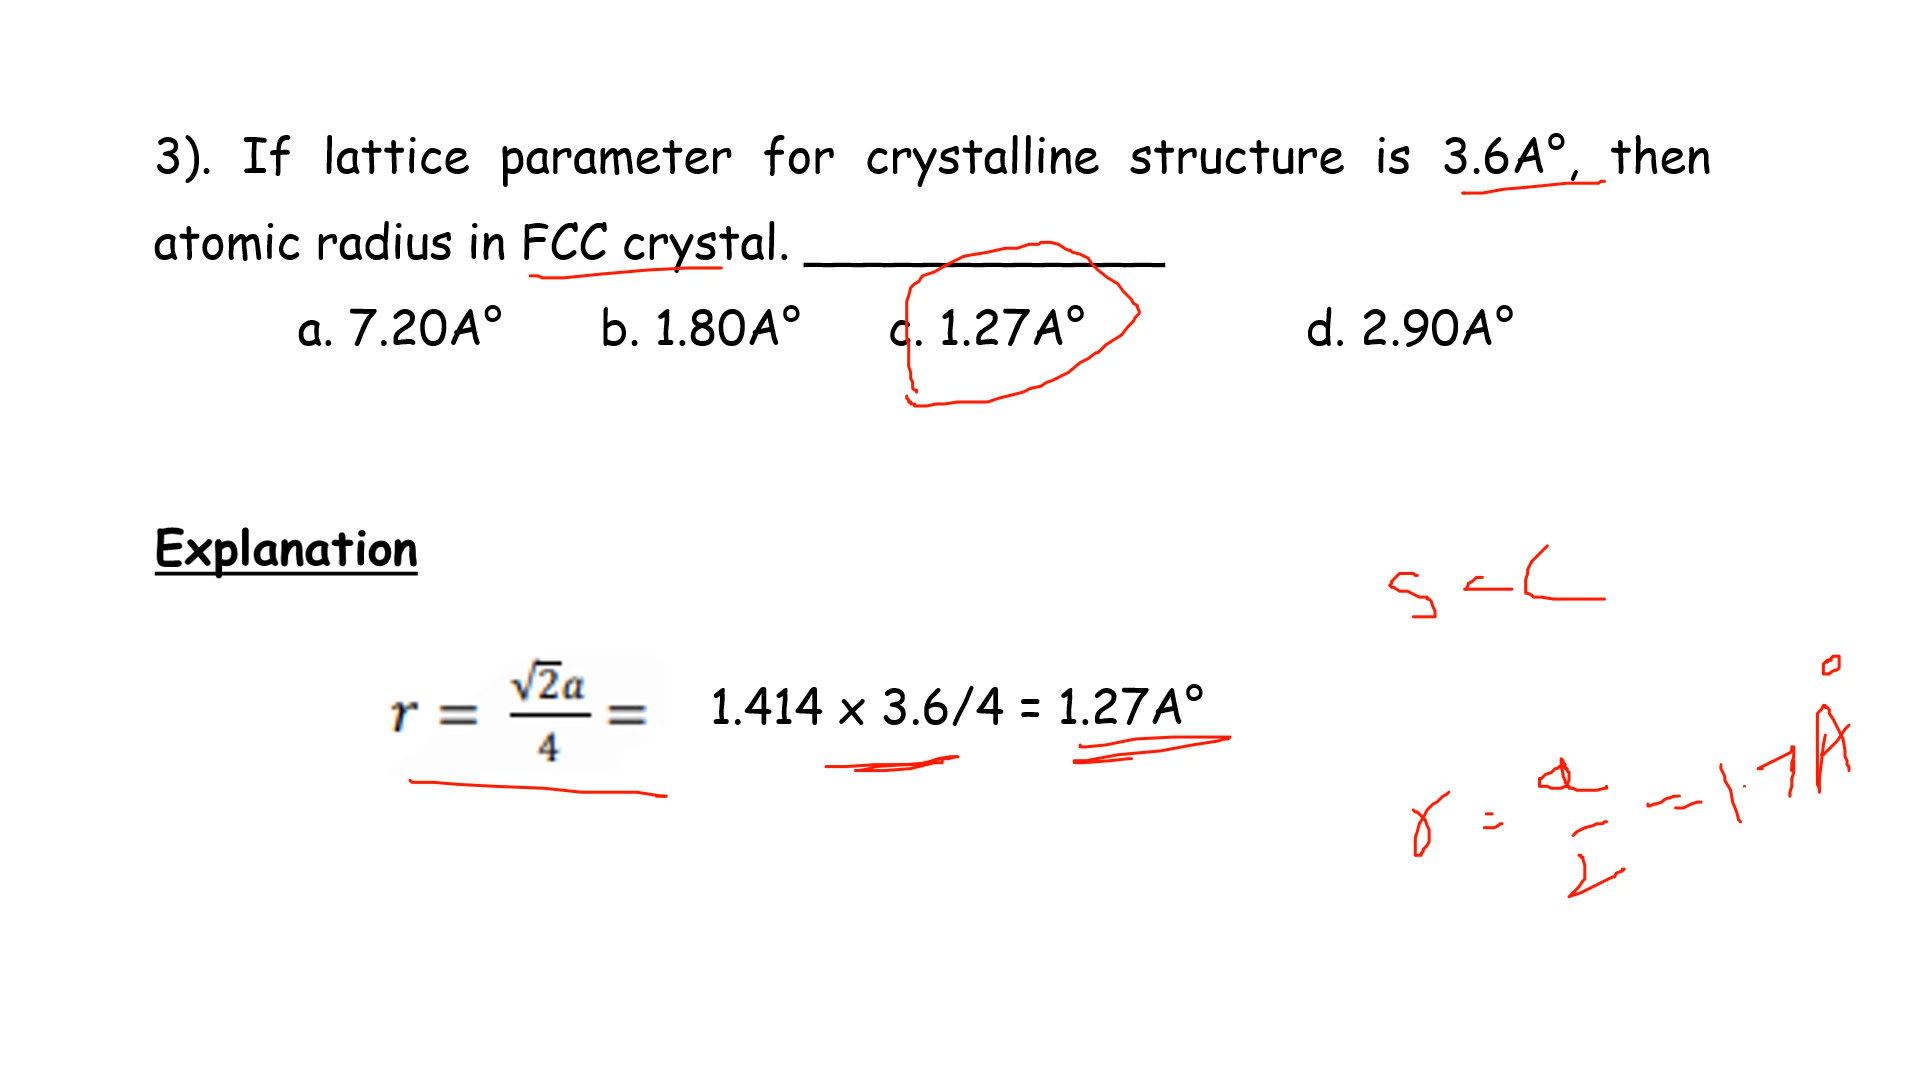 3). If lattice parameter for crystalline structure is 3.6A°, then
atomic radius in FCC crystal. _______________
a. 7.20A° b. 1.80A° c. 1.27A° d. 2.90A°
Explanation
r = √2a/4 = 1.414 x 3.6/4 = 1.27A°
r = a/2 = 1.7 Å